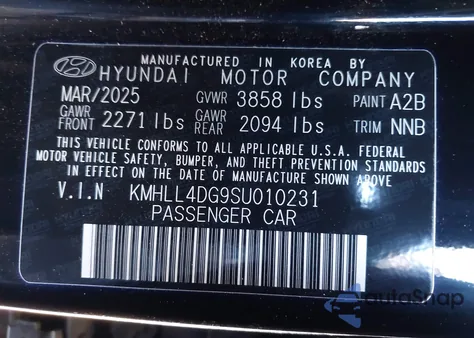 MANUFACTURED IN KOREA BY
HYUNDAI MOTOR COMPANY
MAR/2025 GVWR 3858 lbs PAINT A2B
GAWR FRONT 2271 lbs GAWR REAR 2094 lbs TRIM NNB
THIS VEHICLE CONFORMS TO ALL APPLICABLE U.S.A. FEDERAL
MOTOR VEHICLE SAFETY, BUMPER, AND THEFT PREVENTION STANDARDS
IN EFFECT ON THE DATE OF MANUFACTURE SHOWN ABOVE.
V.I.N KMHLL4DG9SU010231
PASSENGER CAR
autoSnap